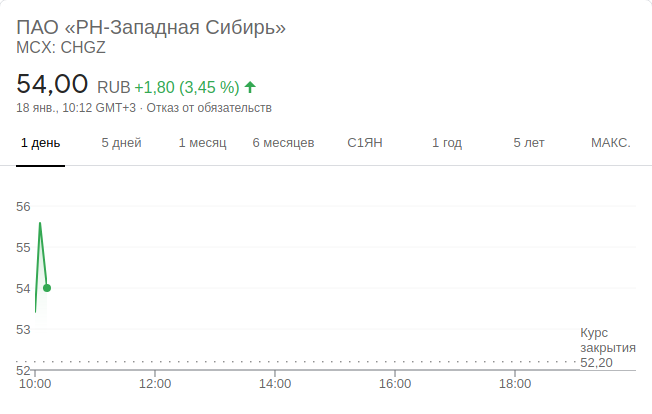 ПАО «РН-Западная Сибирь»
MCX: CHGZ
54,00 RUB +1,80 (3,45 %)
18 янв., 10:12 GMT+3 · Отказ от обязательств
1 день 5 дней 1 месяц 6 месяцев С1ЯН 1 год 5 лет МАКС.
56
55
54
53
Курс
закрытия
52,20
52
10:00 12:00 14:00 16:00 18:00